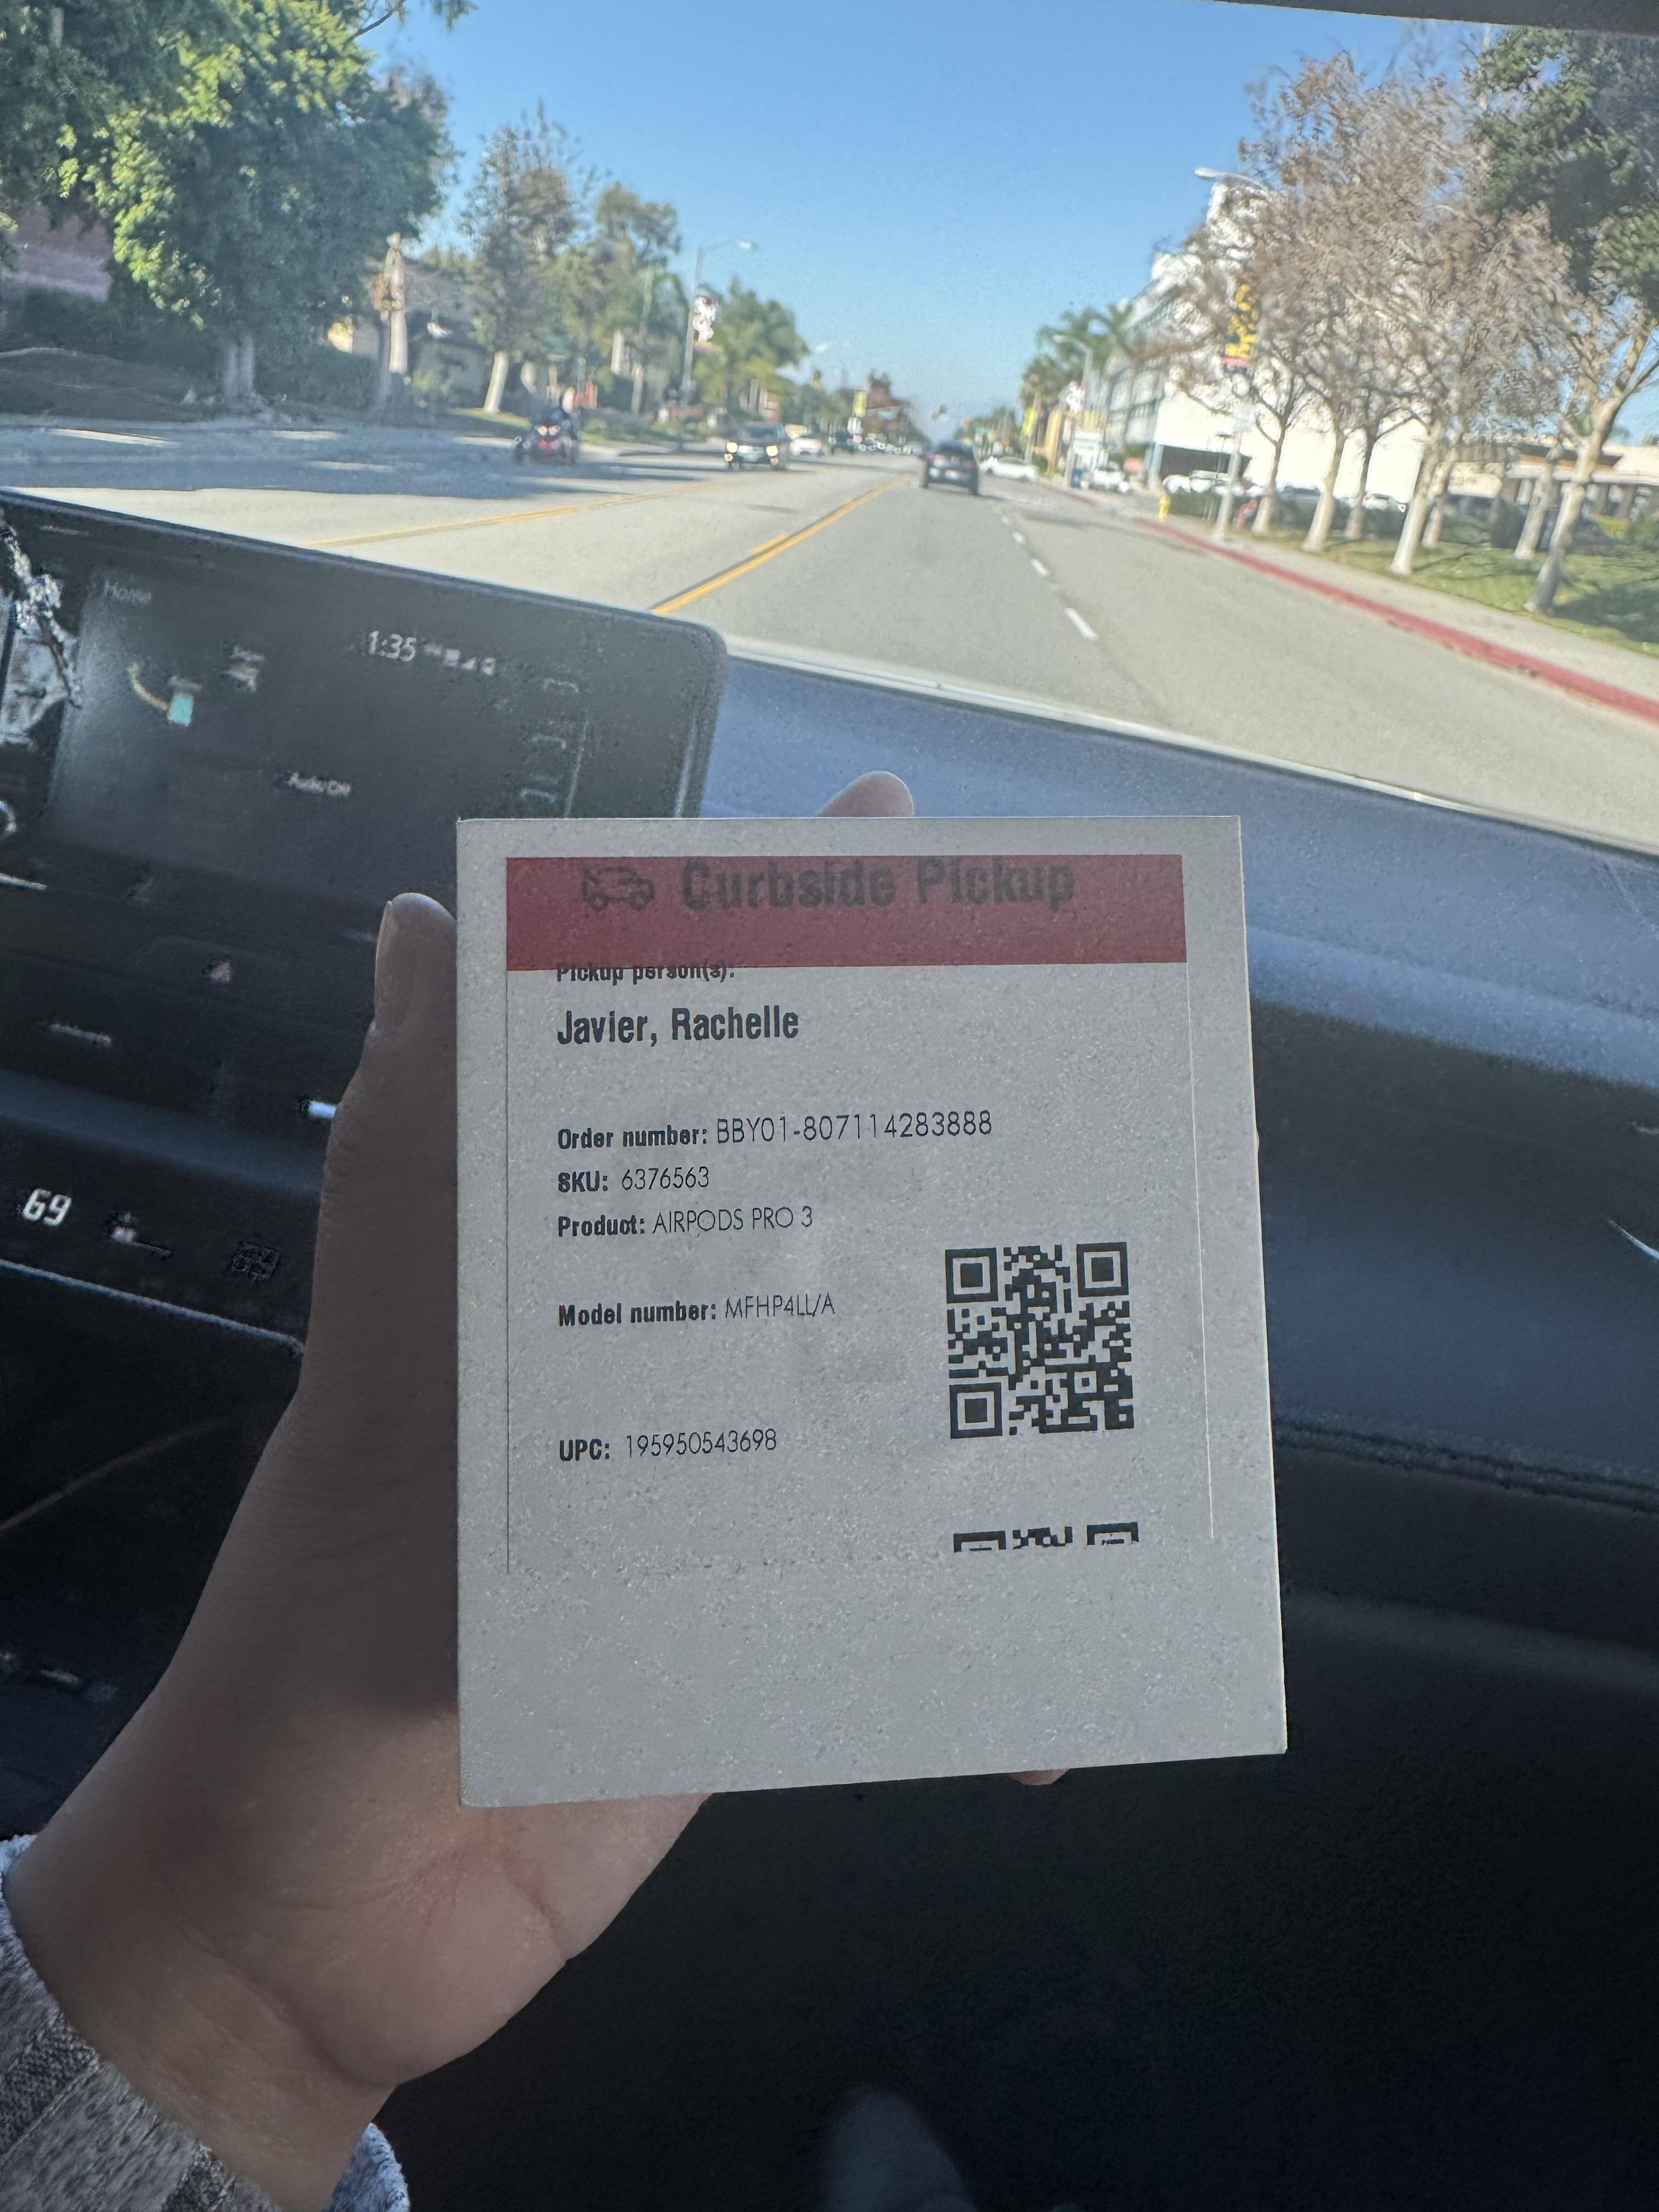 Home
1:35
Audio Off
69
Curbside Pickup
Pickup person(s):
Javier, Rachelle
Order number: BBY01-807114283888
SKU: 6376563
Product: AIRPODS PRO 3
Model number: MFHP4LL/A
UPC: 195950543698